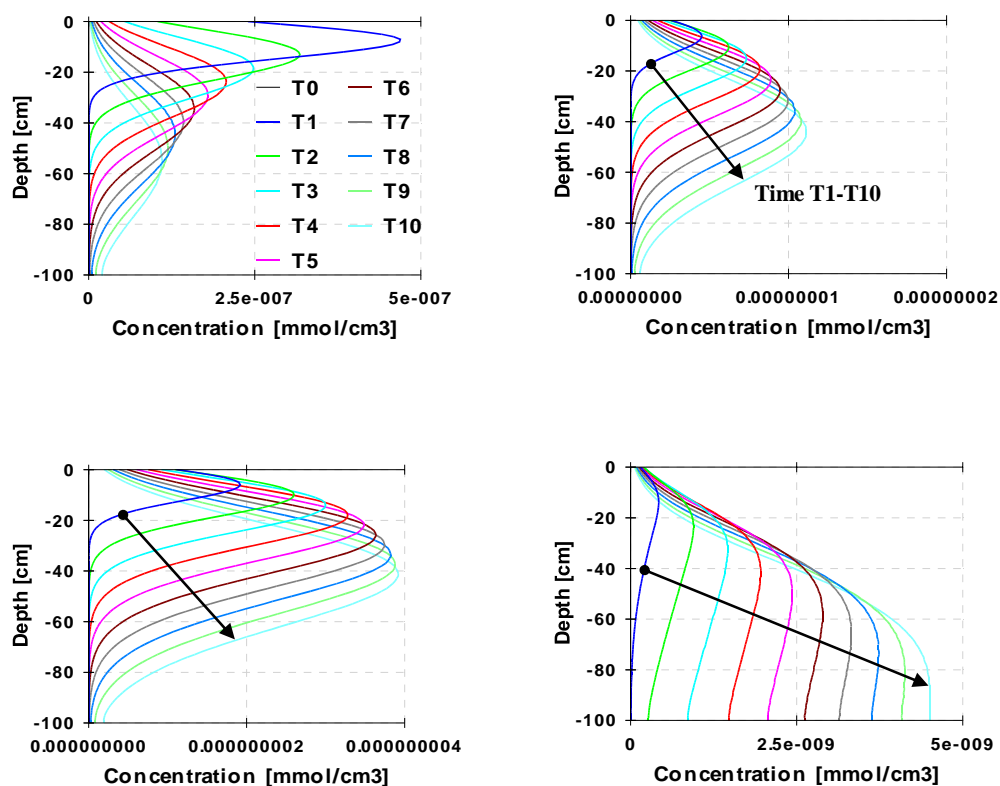 0
-20
-40
-60
-80
-100
Depth [cm]
T0 T6
T1 T7
T2 T8
T3 T9
T4 T10
T5
0 2.5e-007 5e-007
Concentration [mmol/cm3]
0
-20
-40
-60
-80
-100
Depth [cm]
Time T1-T10
0.000000000 0.000000001 0.000000002
Concentration [mmol/cm3]
0
-20
-40
-60
-80
-100
Depth [cm]
0.0000000000 0.000000002 0.000000004
Concentration [mmol/cm3]
0
-20
-40
-60
-80
-100
Depth [cm]
0 2.5e-009 5e-009
Concentration [mmol/cm3]